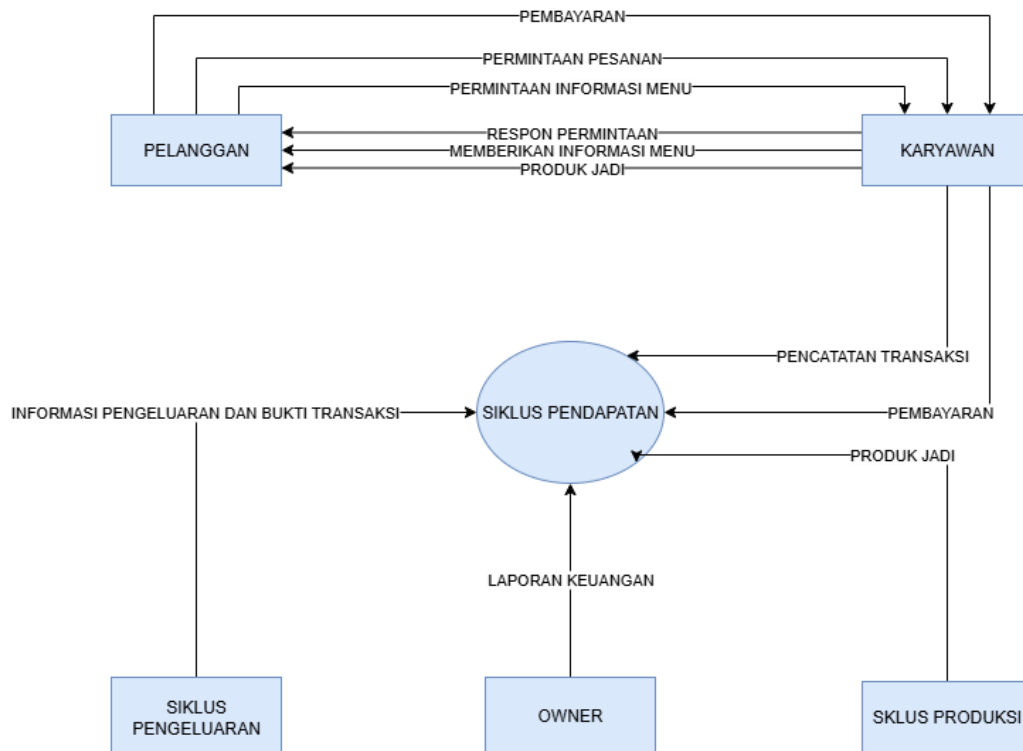 PEMBAYARAN
PERMINTAAN PESANAN
PERMINTAAN INFORMASI MENU
PELANGGAN
RESPON PERMINTAAN
MEMBERIKAN INFORMASI MENU
PRODUK JADI
KARYAWAN
PENCATATAN TRANSAKSI
INFORMASI PENGELUARAN DAN BUKTI TRANSAKSI
SIKLUS PENDAPATAN
PEMBAYARAN
PRODUK JADI
LAPORAN KEUANGAN
SIKLUS
PENGELUARAN
OWNER
SKLUS PRODUKSI